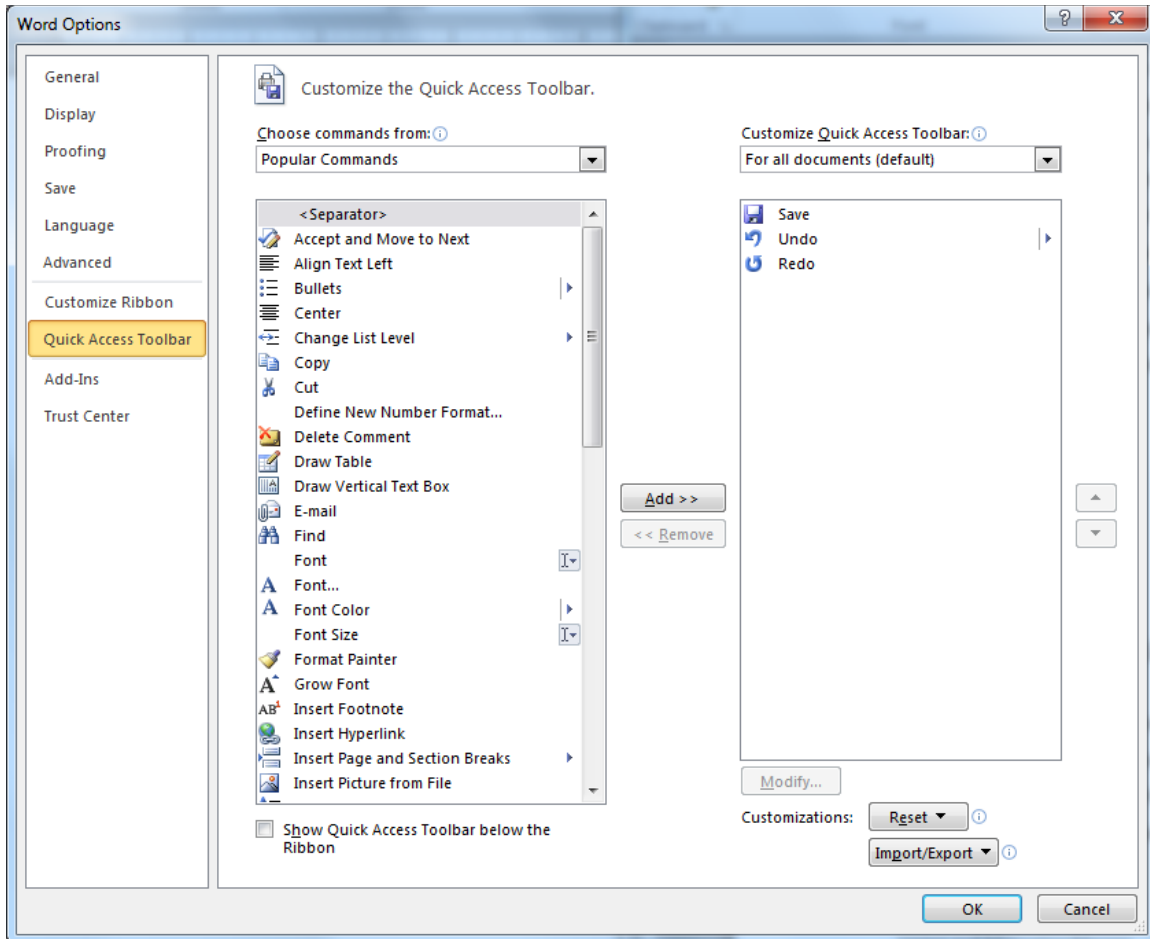 Word Options
General
Display
Proofing
Save
Language
Advanced
Customize Ribbon
Quick Access Toolbar
Add-Ins
Trust Center
Customize the Quick Access Toolbar.
Choose commands from:
Popular Commands
<Separator>
Accept and Move to Next
Align Text Left
Bullets
Center
Change List Level
Copy
Cut
Define New Number Format...
Delete Comment
Draw Table
Draw Vertical Text Box
E-mail
Find
Font
Font...
Font Color
Font Size
Format Painter
Grow Font
Insert Footnote
Insert Hyperlink
Insert Page and Section Breaks
Insert Picture from File
Show Quick Access Toolbar below the
Ribbon
Add >>
<< Remove
Customize Quick Access Toolbar:
For all documents (default)
Save
Undo
Redo
Modify...
Customizations:
Reset
Import/Export
OK
Cancel